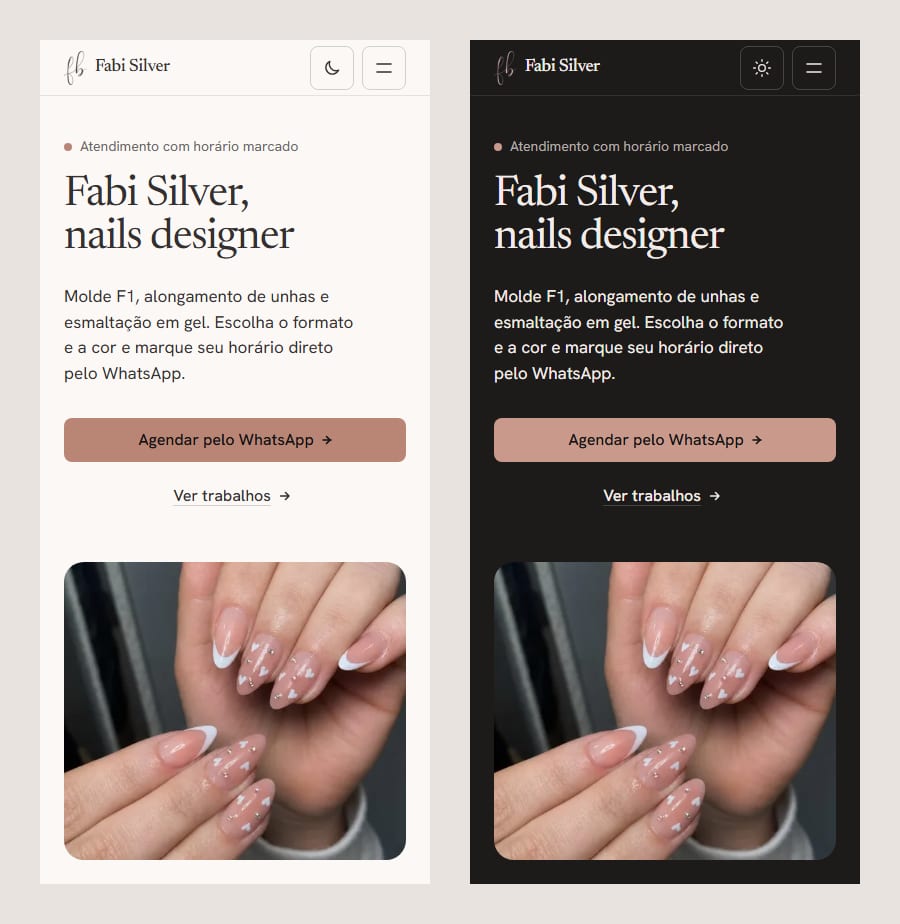 fb Fabi Silver
Atendimento com horário marcado
Fabi Silver,
nails designer
Molde F1, alongamento de unhas e
esmaltação em gel. Escolha o formato
e a cor e marque seu horário direto
pelo WhatsApp.
Agendar pelo WhatsApp →
Ver trabalhos →
fb Fabi Silver
Atendimento com horário marcado
Fabi Silver,
nails designer
Molde F1, alongamento de unhas e
esmaltação em gel. Escolha o formato
e a cor e marque seu horário direto
pelo WhatsApp.
Agendar pelo WhatsApp →
Ver trabalhos →